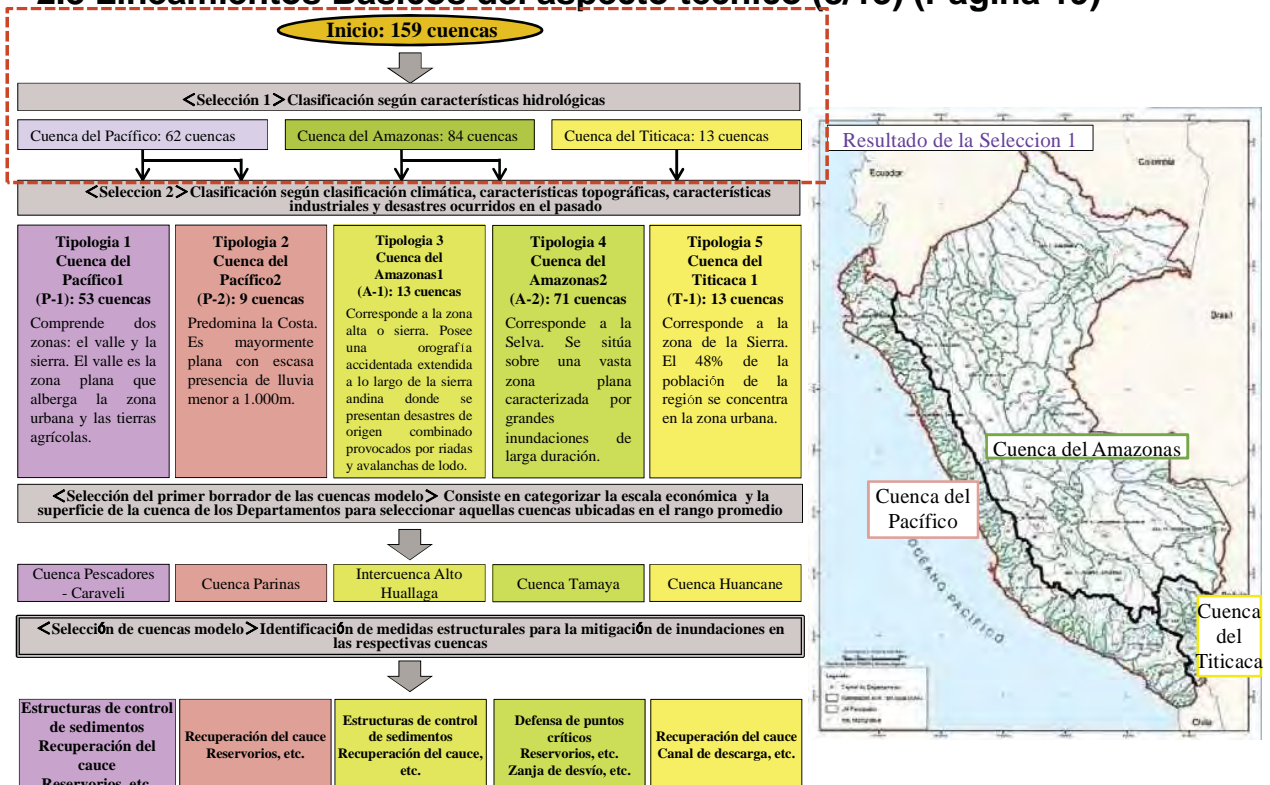 2.3 Lineamientos Básicos del aspecto técnico (Página 19)
Inicio: 159 cuencas
<Selección 1> Clasificación según características hidrológicas
Cuenca del Pacífico: 62 cuencas
Cuenca del Amazonas: 84 cuencas
Cuenca del Titicaca: 13 cuencas
<Seleccion 2> Clasificación según clasificación climática, características topográficas, características
industriales y desastres ocurridos en el pasado
Tipologia 1
Cuenca del
Pacífico1
(P-1): 53 cuencas
Comprende dos
zonas: el valle y la
sierra. El valle es la
zona plana que
alberga la zona
urbana y las tierras
agrícolas.
Tipologia 2
Cuenca del
Pacífico2
(P-2): 9 cuencas
Predomina la Costa.
Es mayormente
plana con escasa
presencia de lluvia
menor a 1.000m.
Tipologia 3
Cuenca del
Amazonas1
(A-1): 13 cuencas
Corresponde a la zona
alta o sierra. Posee
una orografía
accidentada extendida
a lo largo de la sierra
andina donde se
presentan desastres de
origen combinado
provocados por riadas
y avalanchas de lodo.
Tipologia 4
Cuenca del
Amazonas2
(A-2): 71 cuencas
Corresponde a la
Selva. Se sitúa
sobre una vasta
zona plana
caracterizada por
grandes
inundaciones de
larga duración.
Tipologia 5
Cuenca del
Titicaca 1
(T-1): 13 cuencas
Corresponde a la
zona de la Sierra.
El 48% de la
población de la
región se concentra
en la zona urbana.
<Selección del primer borrador de las cuencas modelo> Consiste en categorizar la escala económica y la
superficie de la cuenca de los Departamentos para seleccionar aquellas cuencas ubicadas en el rango promedio
Cuenca Pescadores
- Caraveli
Cuenca Parinas
Intercuenca Alto
Huallaga
Cuenca Tamaya
Cuenca Huancane
<Selección de cuencas modelo> Identificación de medidas estructurales para la mitigación de inundaciones en
las respectivas cuencas
Estructuras de control
de sedimentos
Recuperación del
cauce
Reservorios, etc.
Recuperación del cauce
Reservorios, etc.
Estructuras de control
de sedimentos
Recuperación del cauce,
etc.
Defensa de puntos
críticos
Reservorios, etc.
Zanja de desvío, etc.
Recuperación del cauce
Canal de descarga, etc.
Resultado de la Seleccion 1
Ecuador
Colombia
Brasil
Cuenca del Amazonas
Cuenca del
Pacífico
OCÉANO PACÍFICO
Cuenca
del
Titicaca
Chile